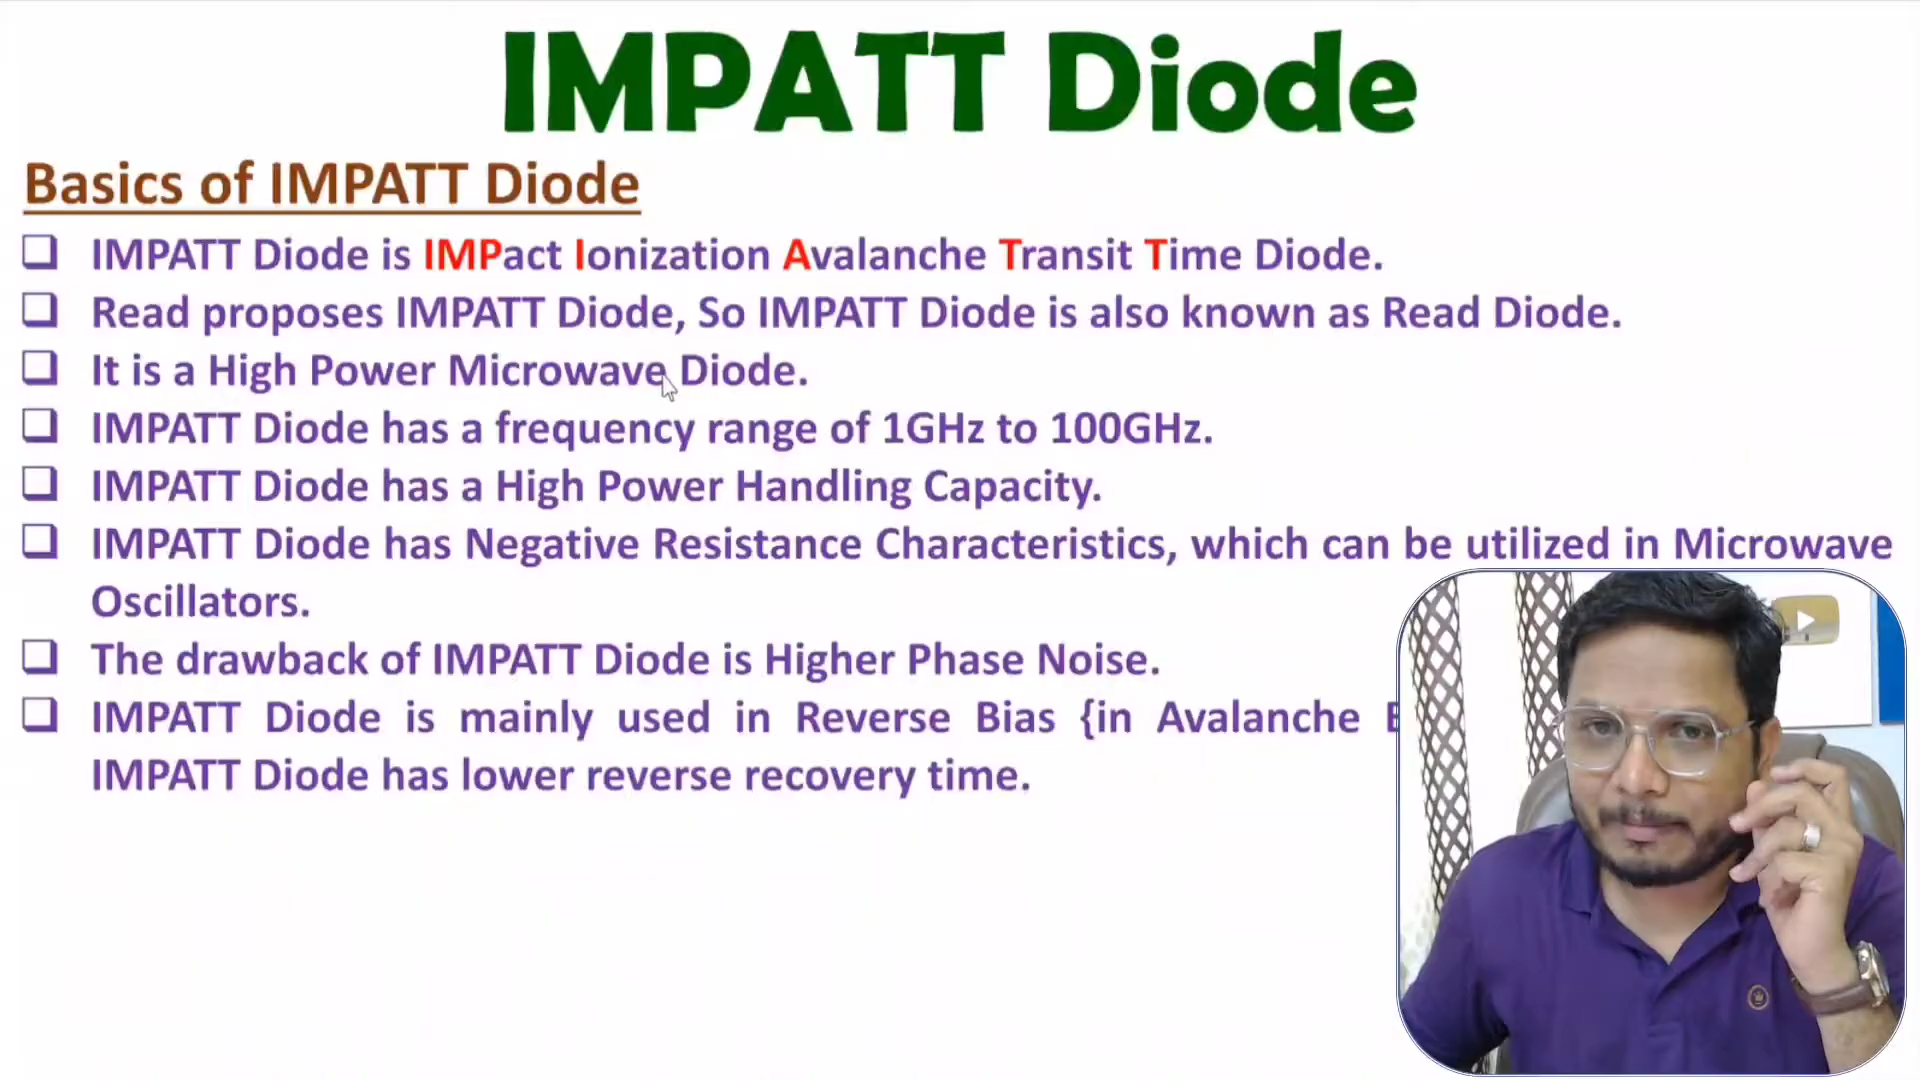 IMPATT Diode
Basics of IMPATT Diode
IMPATT Diode is IMPact Ionization Avalanche Transit Time Diode.
Read proposes IMPATT Diode, So IMPATT Diode is also known as Read Diode.
It is a High Power Microwave Diode.
IMPATT Diode has a frequency range of 1GHz to 100GHz.
IMPATT Diode has a High Power Handling Capacity.
IMPATT Diode has Negative Resistance Characteristics, which can be utilized in Microwave
Oscillators.
The drawback of IMPATT Diode is Higher Phase Noise.
IMPATT Diode is mainly used in Reverse Bias {in Avalanche
IMPATT Diode has lower reverse recovery time.